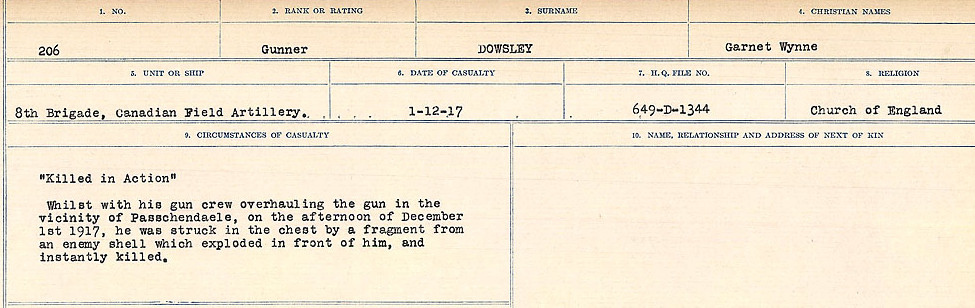 1. NO. 2. RANK OR RATING 3. SURNAME 4. CHRISTIAN NAMES
206 Gunner DOWSLEY Garnet Wynne
5. UNIT OR SHIP 6. DATE OF CASUALTY 7. H.Q. FILE NO. 8. RELIGION
8th Brigade, Canadian Field Artillery. 1-12-17 649-D-1344 Church of England
9. CIRCUMSTANCES OF CASUALTY 10. NAME, RELATIONSHIP AND ADDRESS OF NEXT OF KIN
"Killed in Action"
Whilst with his gun crew overhauling the gun in the
vicinity of Passchendaele, on the afternoon of December
1st 1917, he was struck in the chest by a fragment from
an enemy shell which exploded in front of him, and
instantly killed.